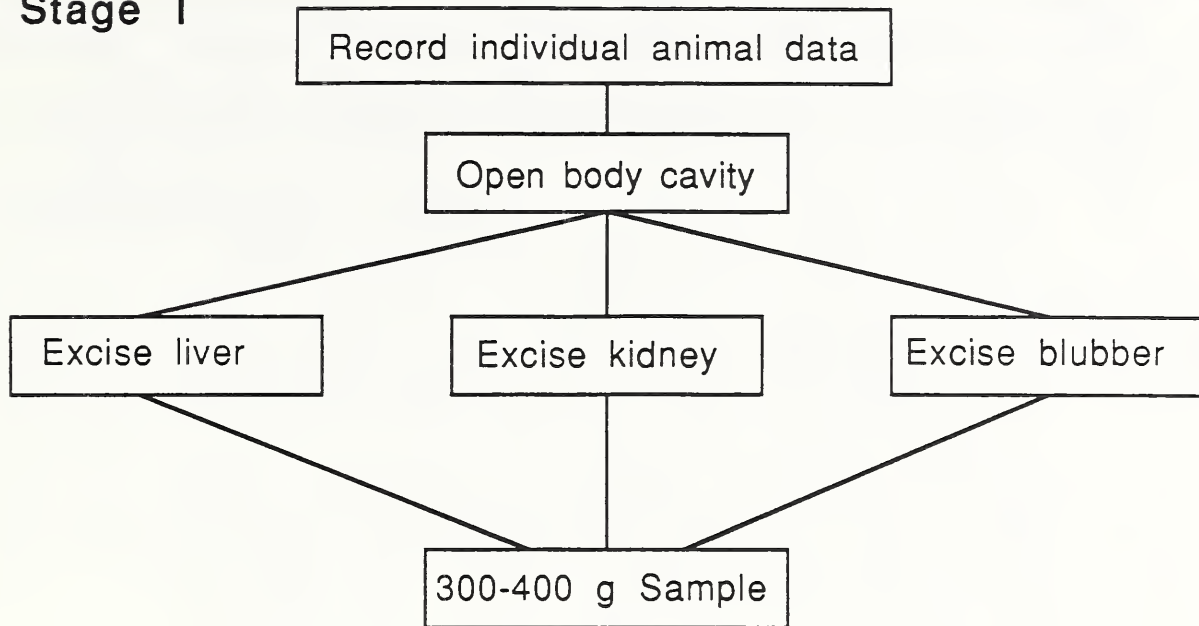 Stage 1
Record individual animal data
Open body cavity
Excise liver
Excise kidney
Excise blubber
300-400 g Sample